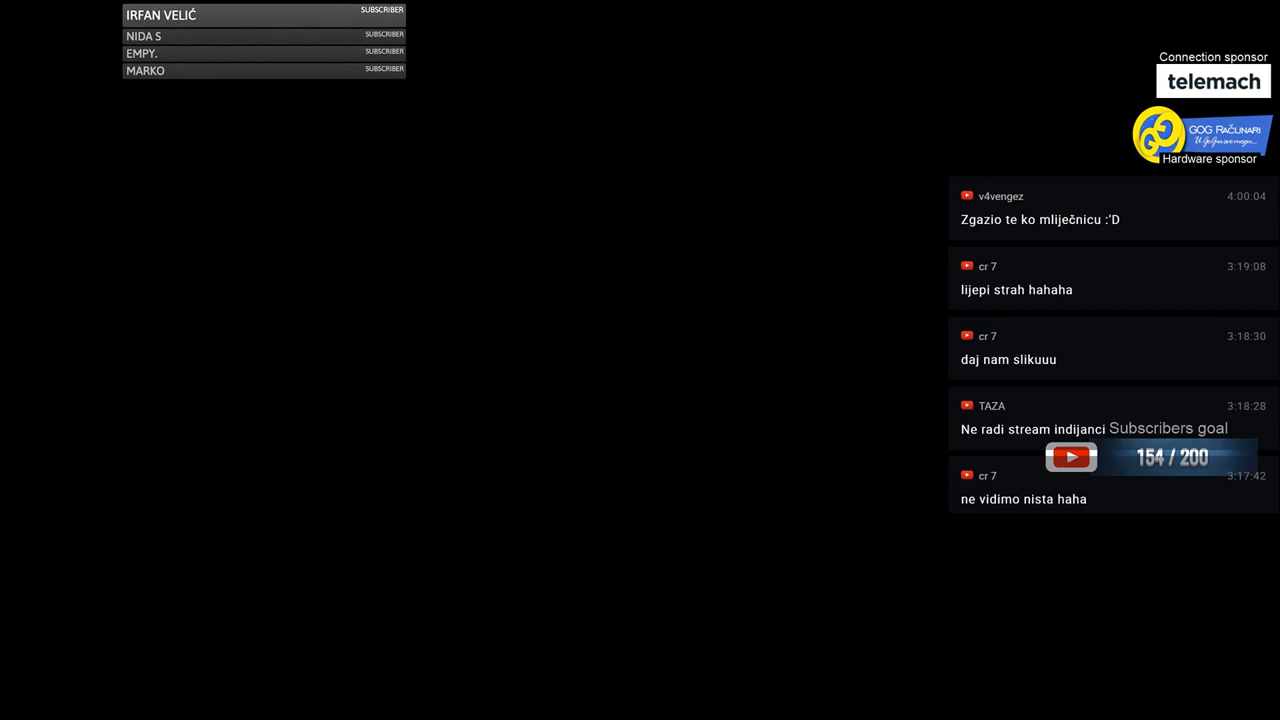 IRFAN VELIĆ SUBSCRIBER
NIDA S SUBSCRIBER
EMPY. SUBSCRIBER
MARKO SUBSCRIBER
Connection sponsor
telemach
GOG RAČUNARI
U GoGu sve mogu...
Hardware sponsor
v4vengez 4:00:04
Zgazio te ko mliječnicu :'D
cr 7 3:19:08
lijepi strah hahaha
cr 7 3:18:30
daj nam slikuuu
TAZA 3:18:28
Ne radi stream indijanci
Subscribers goal
154 / 200
cr 7 3:17:42
ne vidimo nista haha